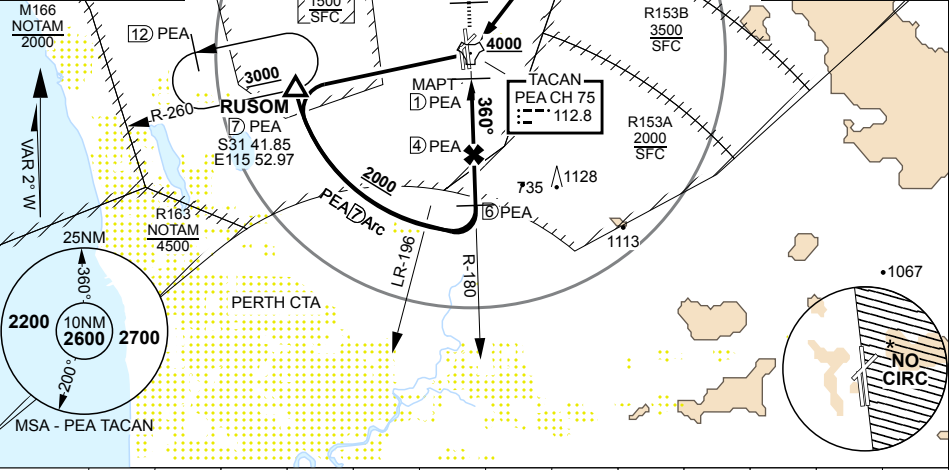 M166
NOTAM
2000
12 PEA
1500
SFC
4000
R153B
3500
SFC
3000
MAPT
1 PEA
TACAN
PEA CH 75
112.8
RUSOM
7 PEA
S31 41.85
E115 52.97
R-260
360°
4 PEA
R153A
2000
SFC
VAR 2° W
2000
PEA 7 Arc
735
1128
6 PEA
R163
NOTAM
4500
1113
LR-196
R-180
1067
25NM
360°
2200
10NM
2600
2700
200°
PERTH CTA
*
NO
CIRC
MSA - PEA TACAN